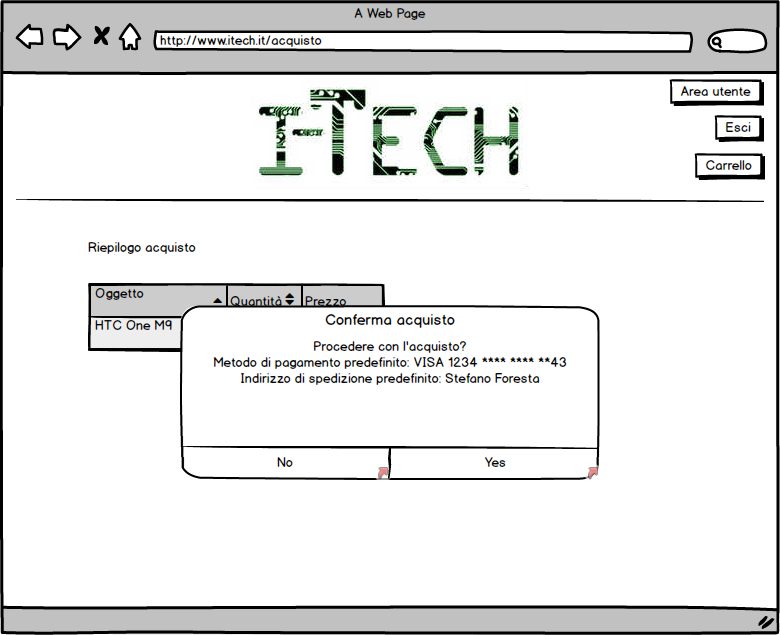 A Web Page
http://www.itech.it/acquisto
I-TECH
Area utente
Esci
Carrello
Riepilogo acquisto
Oggetto Quantità Prezzo
HTC One M9
Conferma acquisto
Procedere con l'acquisto?
Metodo di pagamento predefinito: VISA 1234 **** **** **43
Indirizzo di spedizione predefinito: Stefano Foresta
No Yes